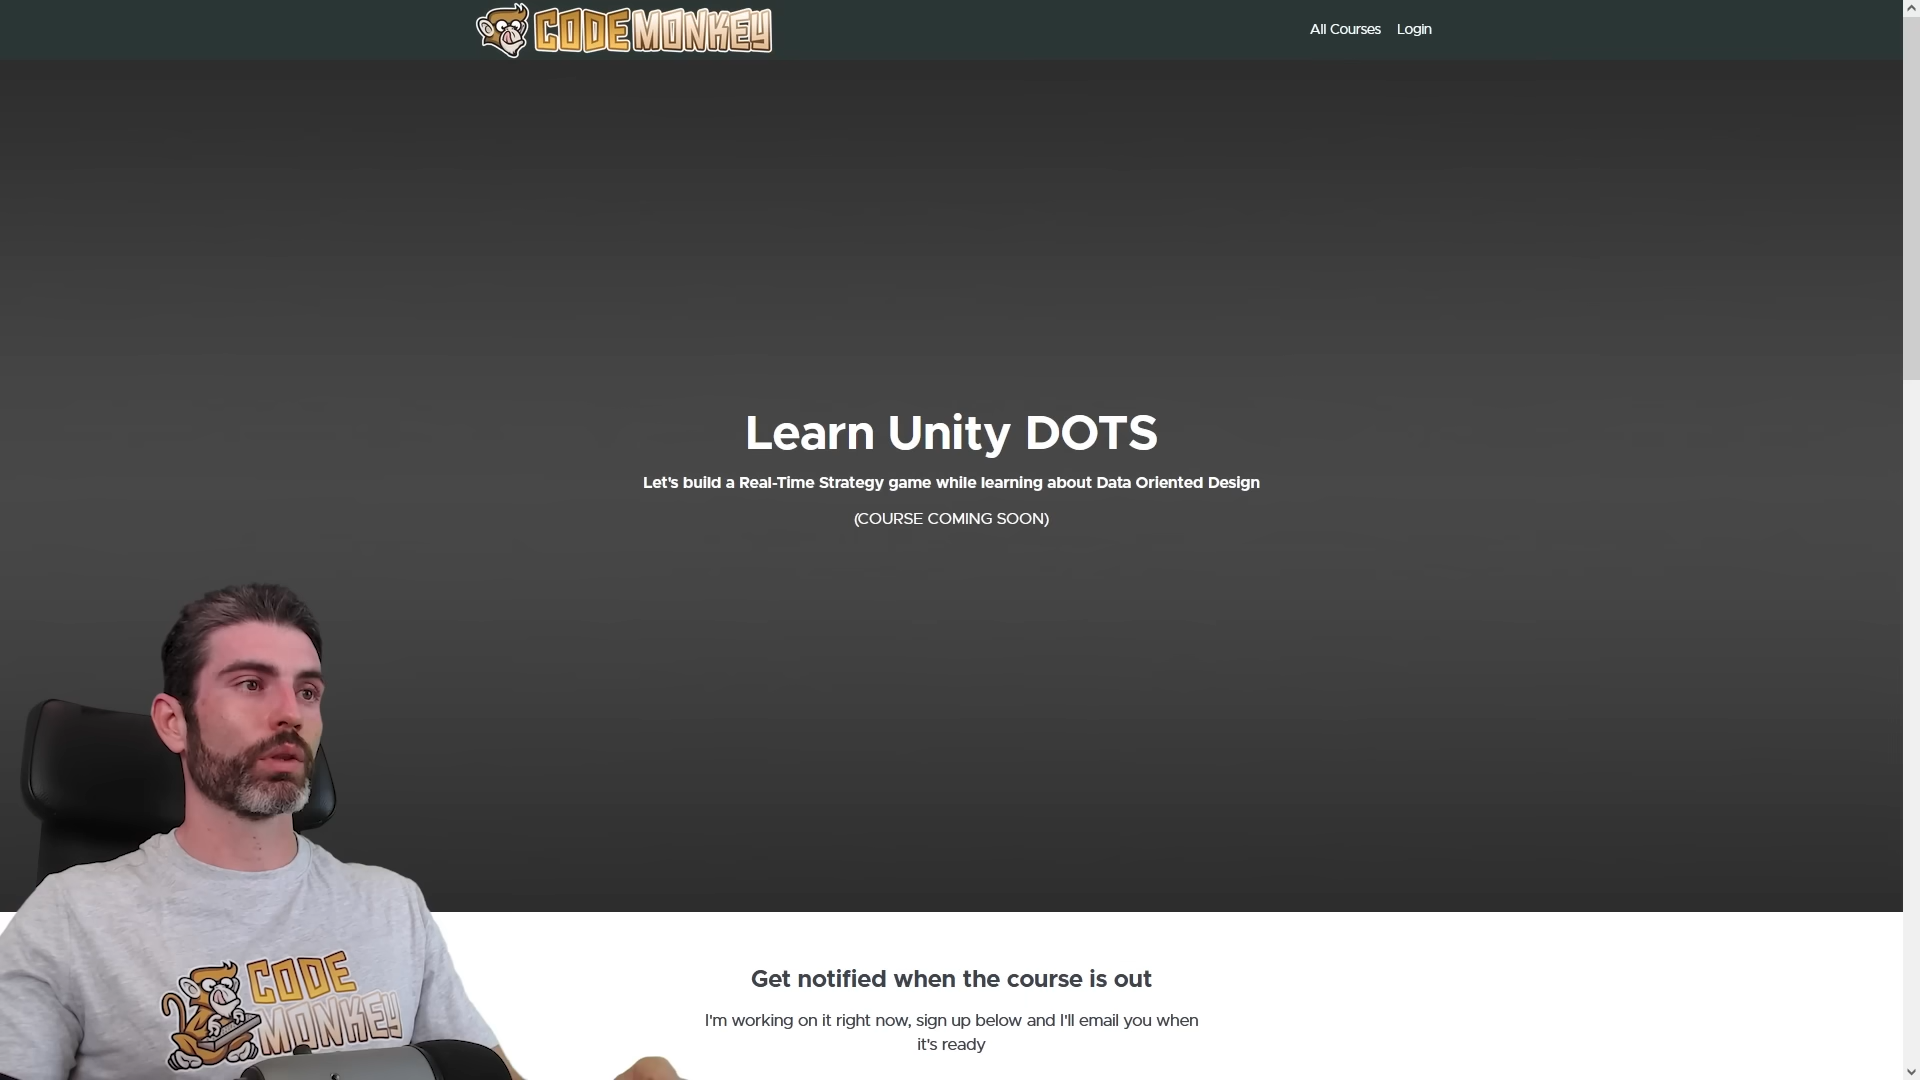 CODE MONKEY
All Courses
Login
Learn Unity DOTS
Let's build a Real-Time Strategy game while learning about Data Oriented Design
(COURSE COMING SOON)
Get notified when the course is out
I'm working on it right now, sign up below and I'll email you when
it's ready
CODE
MONKEY